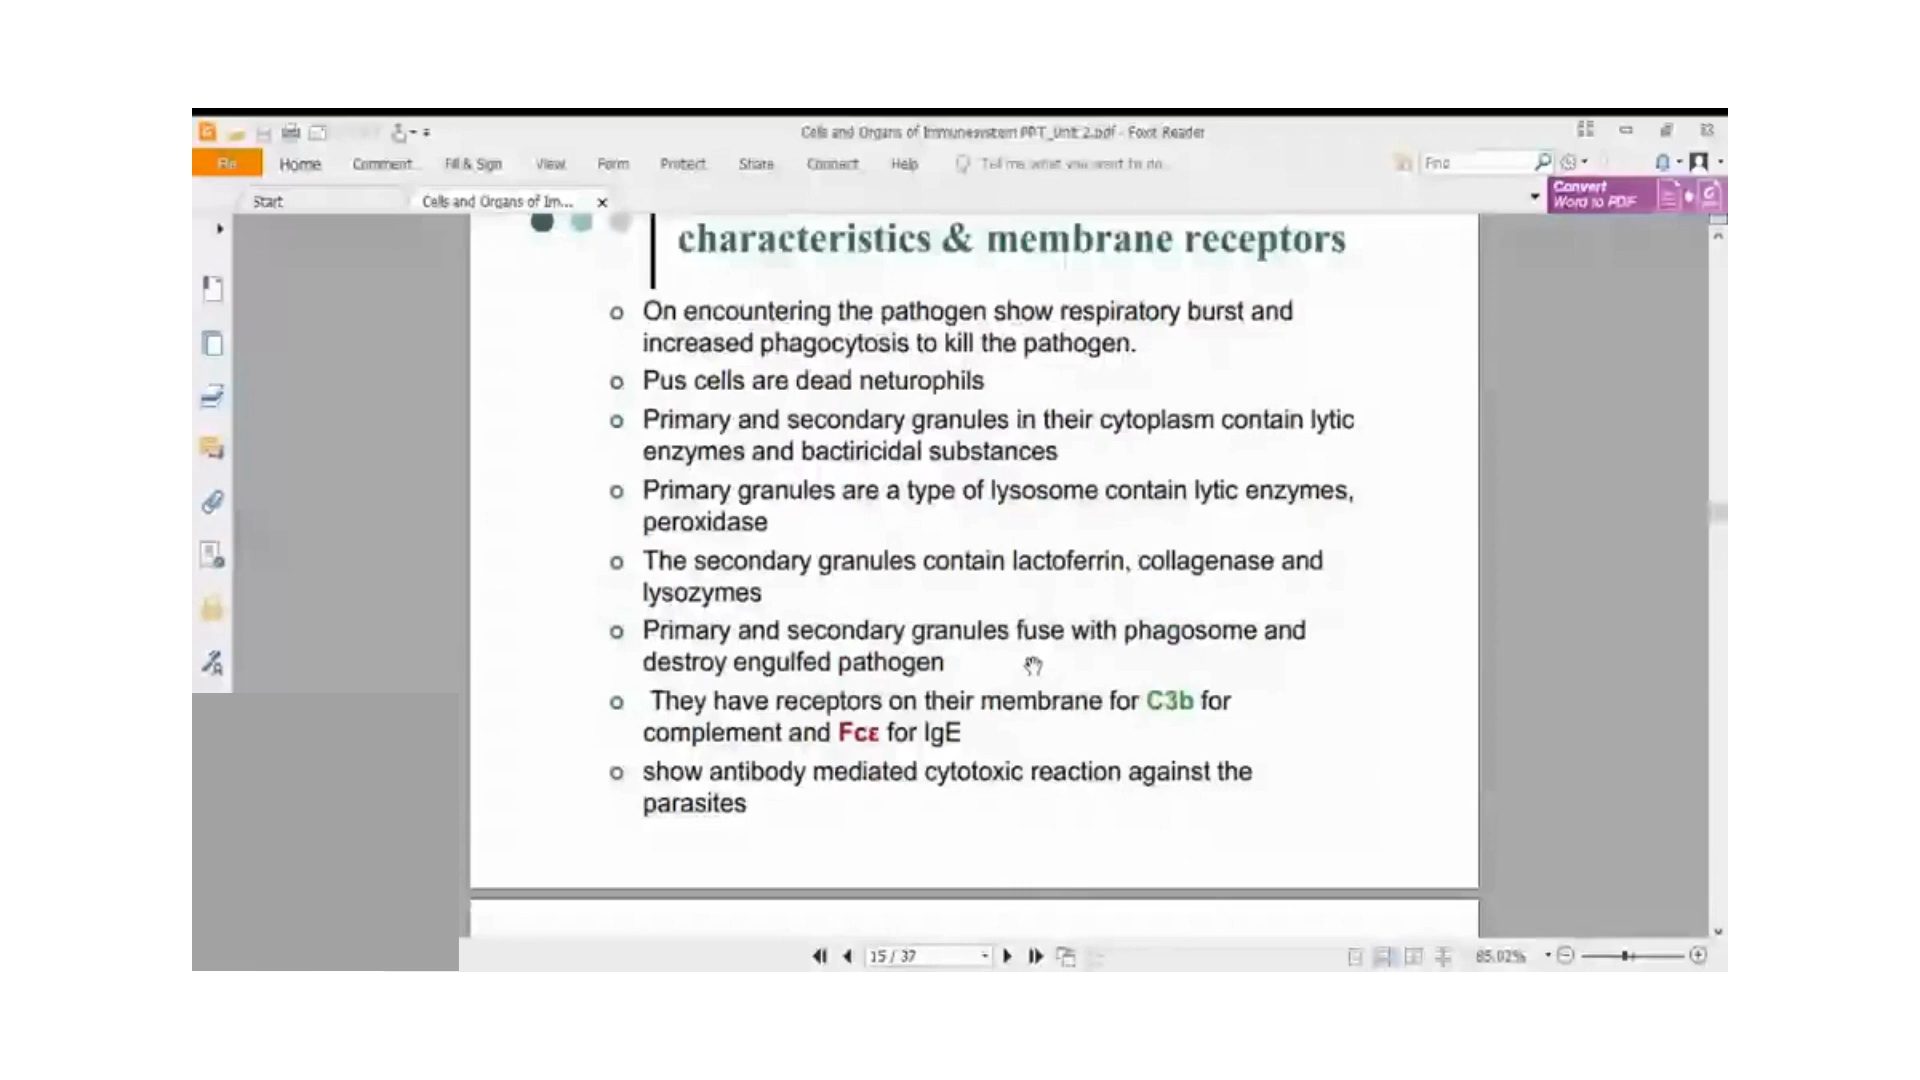 Cells and Organs of Immunesystem PPT_Unit 2.pdf - Foxit Reader
Home Comment Fill & Sign View Form Protect Share Connect Help Tell me what you want to do... Find
Convert
Word to PDF
Start Cells and Organs of Im...
characteristics & membrane receptors
On encountering the pathogen show respiratory burst and
increased phagocytosis to kill the pathogen.
Pus cells are dead neturophils
Primary and secondary granules in their cytoplasm contain lytic
enzymes and bactiricidal substances
Primary granules are a type of lysosome contain lytic enzymes,
peroxidase
The secondary granules contain lactoferrin, collagenase and
lysozymes
Primary and secondary granules fuse with phagosome and
destroy engulfed pathogen
They have receptors on their membrane for C3b for
complement and Fcε for IgE
show antibody mediated cytotoxic reaction against the
parasites
15 / 37 85.02%